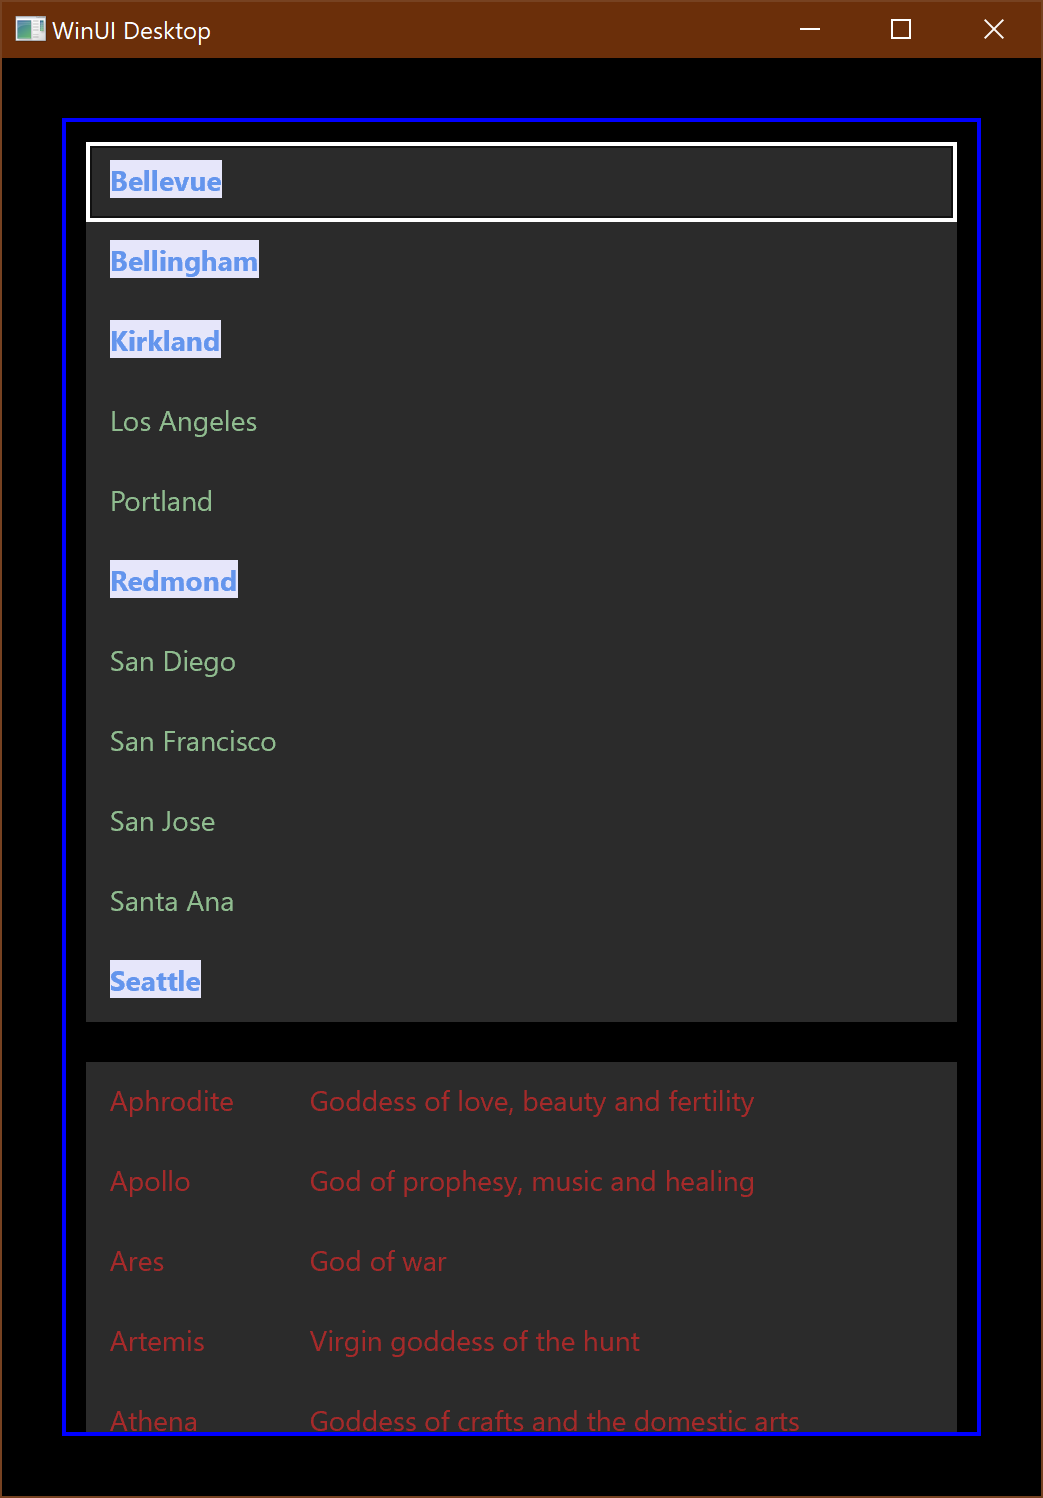 WinUI Desktop
Bellevue
Bellingham
Kirkland
Los Angeles
Portland
Redmond
San Diego
San Francisco
San Jose
Santa Ana
Seattle
Aphrodite Goddess of love, beauty and fertility
Apollo God of prophesy, music and healing
Ares God of war
Artemis Virgin goddess of the hunt
Athena Goddess of crafts and the domestic arts